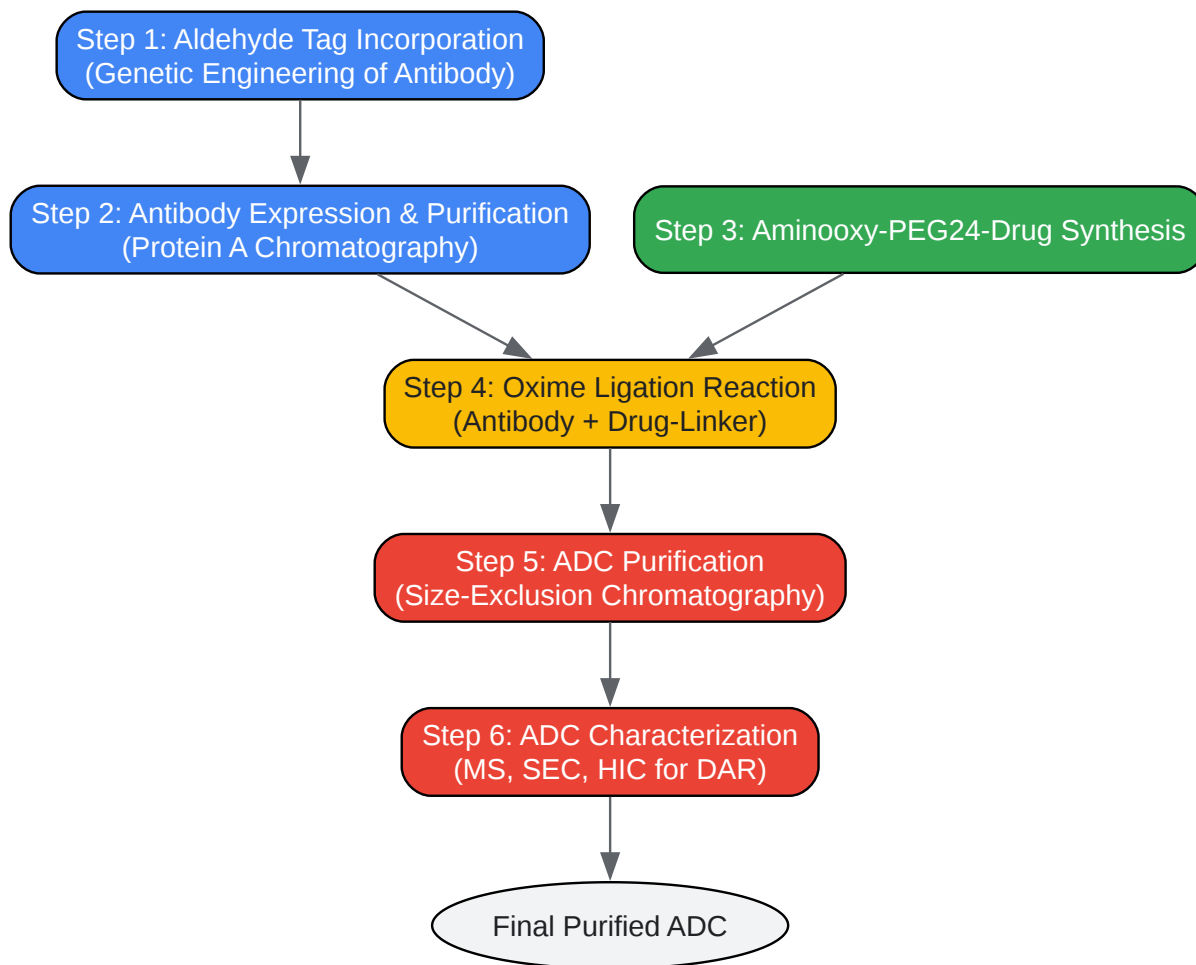 Step 1: Aldehyde Tag Incorporation
(Genetic Engineering of Antibody)
Step 2: Antibody Expression & Purification
(Protein A Chromatography)
Step 3: Aminooxy-PEG24-Drug Synthesis
Step 4: Oxime Ligation Reaction
(Antibody + Drug-Linker)
Step 5: ADC Purification
(Size-Exclusion Chromatography)
Step 6: ADC Characterization
(MS, SEC, HIC for DAR)
Final Purified ADC